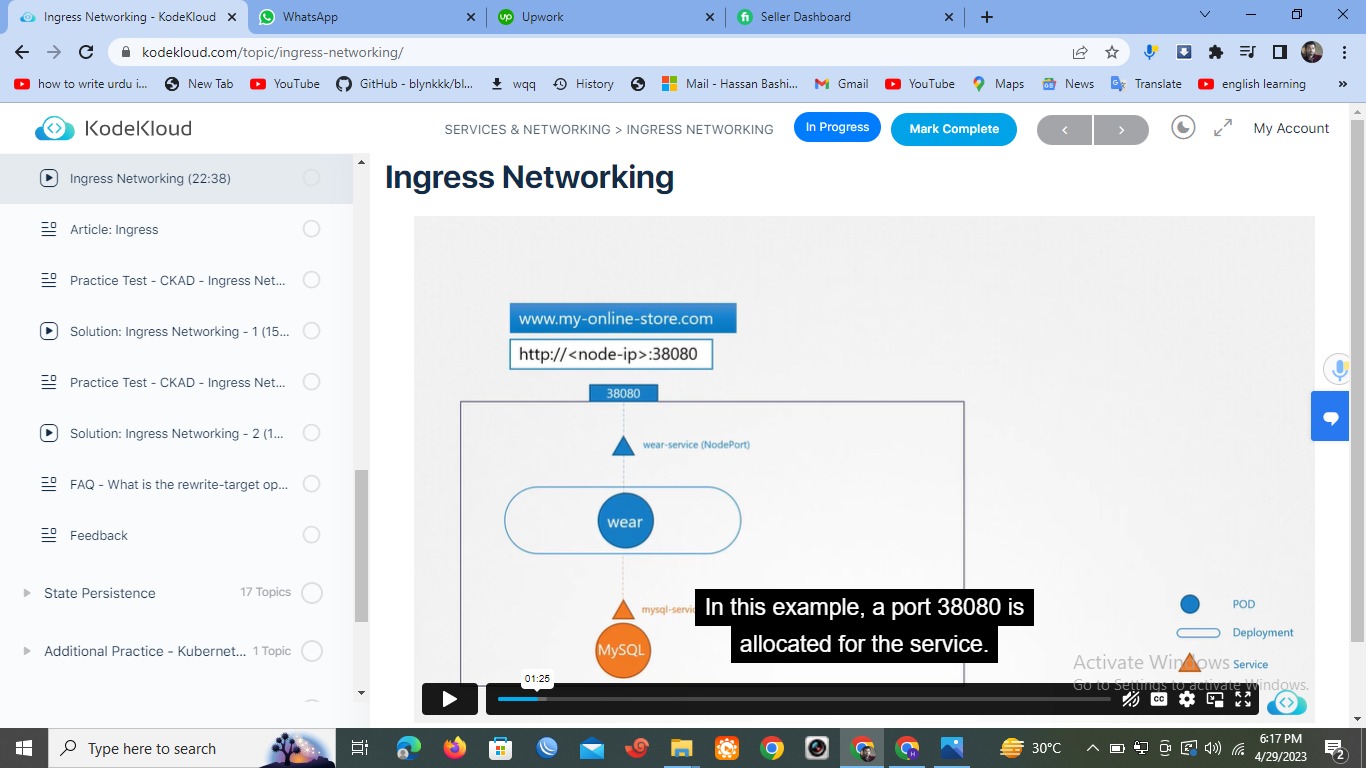 Ingress Networking - KodeKloud
WhatsApp
Upwork
Seller Dashboard
kodekloud.com/topic/ingress-networking/
how to write urdu i...
New Tab
YouTube
GitHub - blynkkk/bl...
wqq
History
Mail - Hassan Bashi...
Gmail
YouTube
Maps
News
Translate
english learning
»
KodeKloud
SERVICES & NETWORKING > INGRESS NETWORKING
In Progress
Mark Complete
My Account
Ingress Networking (22:38)
Article: Ingress
Practice Test - CKAD - Ingress Net...
Solution: Ingress Networking - 1 (15...
Practice Test - CKAD - Ingress Net...
Solution: Ingress Networking - 2 (1...
FAQ - What is the rewrite-target op...
Feedback
State Persistence 17 Topics
Additional Practice - Kubernet... 1 Topic
Ingress Networking
www.my-online-store.com
http://<node-ip>:38080
38080
wear-service (NodePort)
wear
mysql-servic
MySQL
In this example, a port 38080 is
allocated for the service.
POD
Deployment
Service
Activate Windows
Go to Settings to activate Windows.
01:25
CC
Type here to search
30°C
6:17 PM
4/29/2023
2